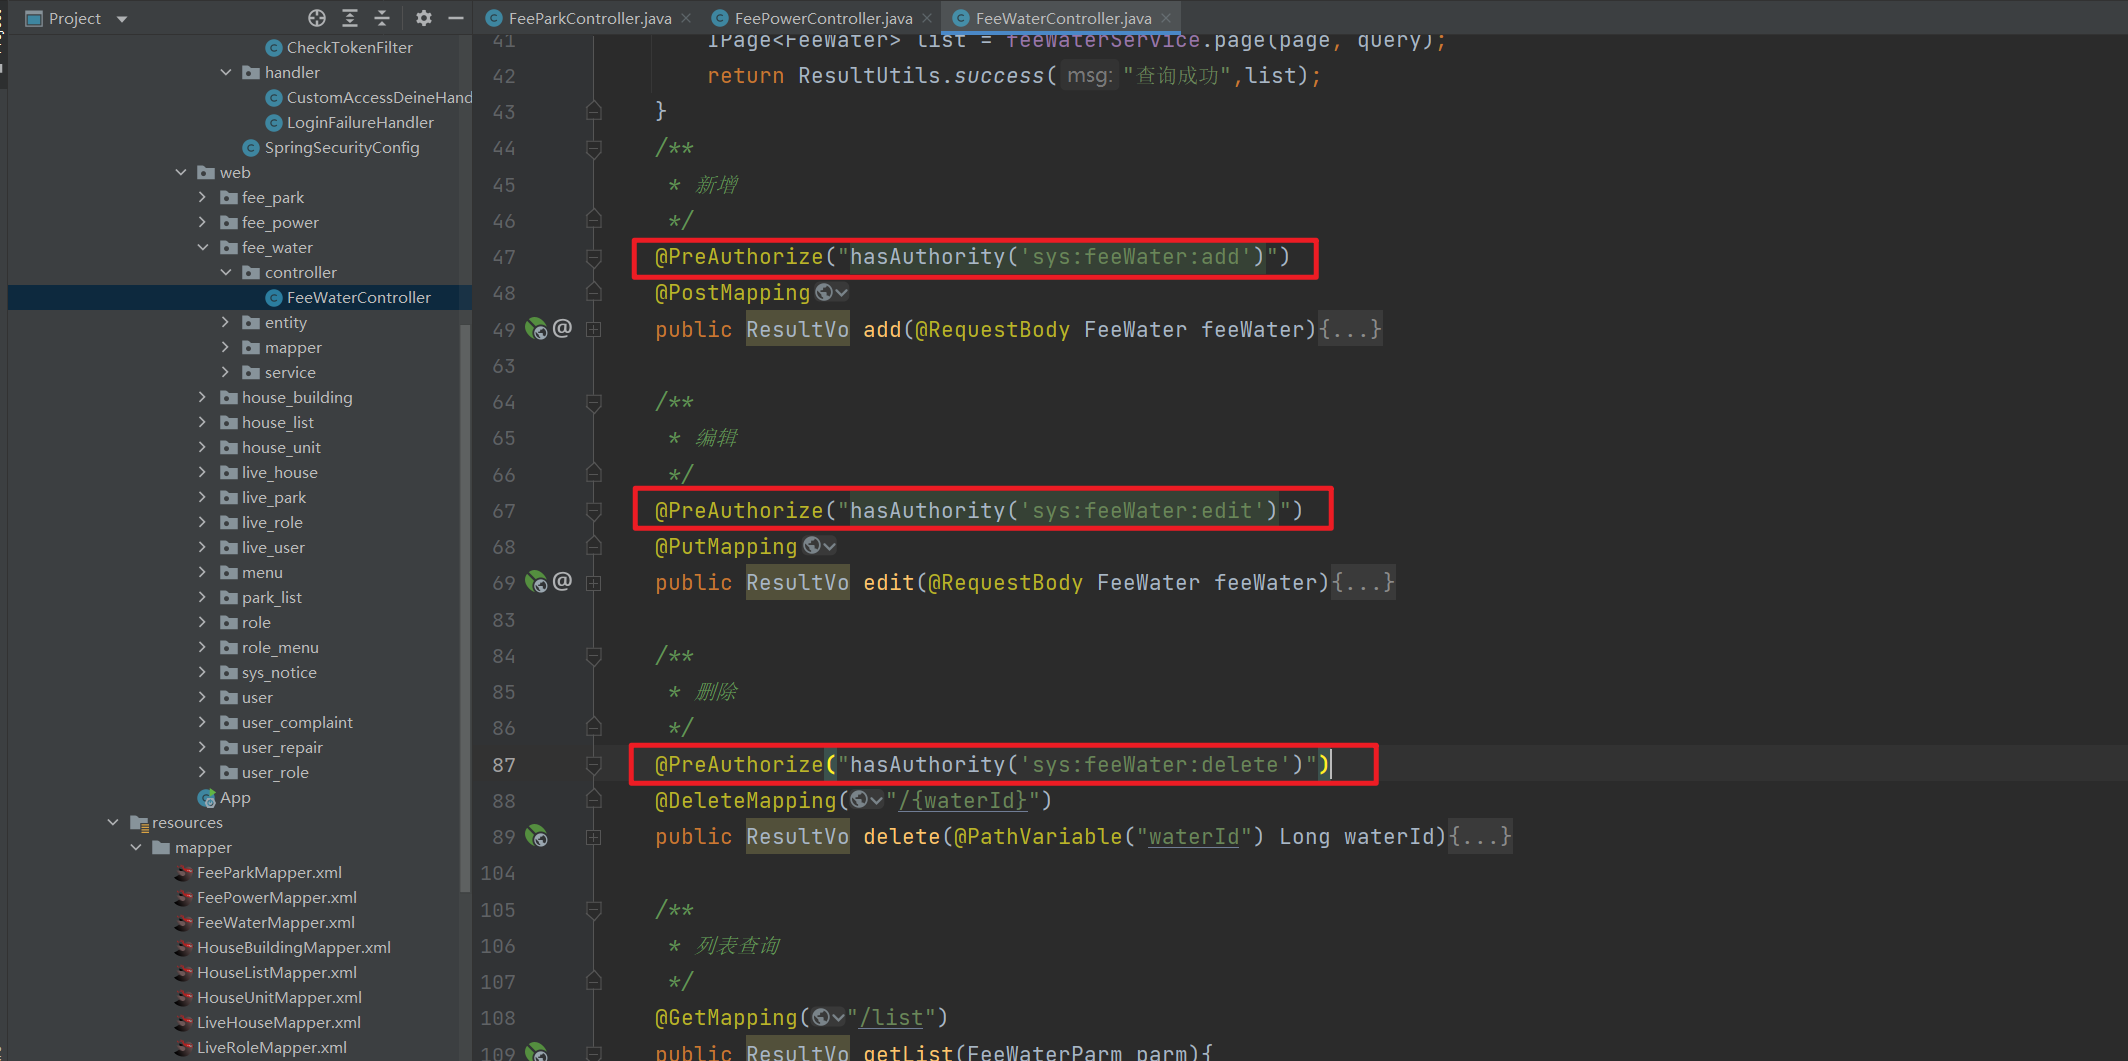 Project
CheckTokenFilter
handler
CustomAccessDeineHand
LoginFailureHandler
SpringSecurityConfig
web
fee_park
fee_power
fee_water
controller
FeeWaterController
entity
mapper
service
house_building
house_list
house_unit
live_house
live_park
live_role
live_user
menu
park_list
role
role_menu
sys_notice
user
user_complaint
user_repair
user_role
App
resources
mapper
FeeParkMapper.xml
FeePowerMapper.xml
FeeWaterMapper.xml
HouseBuildingMapper.xml
HouseListMapper.xml
HouseUnitMapper.xml
LiveHouseMapper.xml
LiveRoleMapper.xml
FeeParkController.java FeePowerController.java FeeWaterController.java
41 IPage<FeeWater> list = feeWaterService.page(page, query);
42 return ResultUtils.success( msg: "查询成功",list);
43 }
44 /**
45 * 新增
46 */
47 @PreAuthorize("hasAuthority('sys:feeWater:add')")
48 @PostMapping
49 @ public ResultVo add(@RequestBody FeeWater feeWater){...}
63
64 /**
65 * 编辑
66 */
67 @PreAuthorize("hasAuthority('sys:feeWater:edit')")
68 @PutMapping
69 @ public ResultVo edit(@RequestBody FeeWater feeWater){...}
83
84 /**
85 * 删除
86 */
87 @PreAuthorize("hasAuthority('sys:feeWater:delete')")
88 @DeleteMapping("/{waterId}")
89 public ResultVo delete(@PathVariable("waterId") Long waterId){...}
104
105 /**
106 * 列表查询
107 */
108 @GetMapping("/list")
109 public ResultVo getList(FeeWaterParm parm){